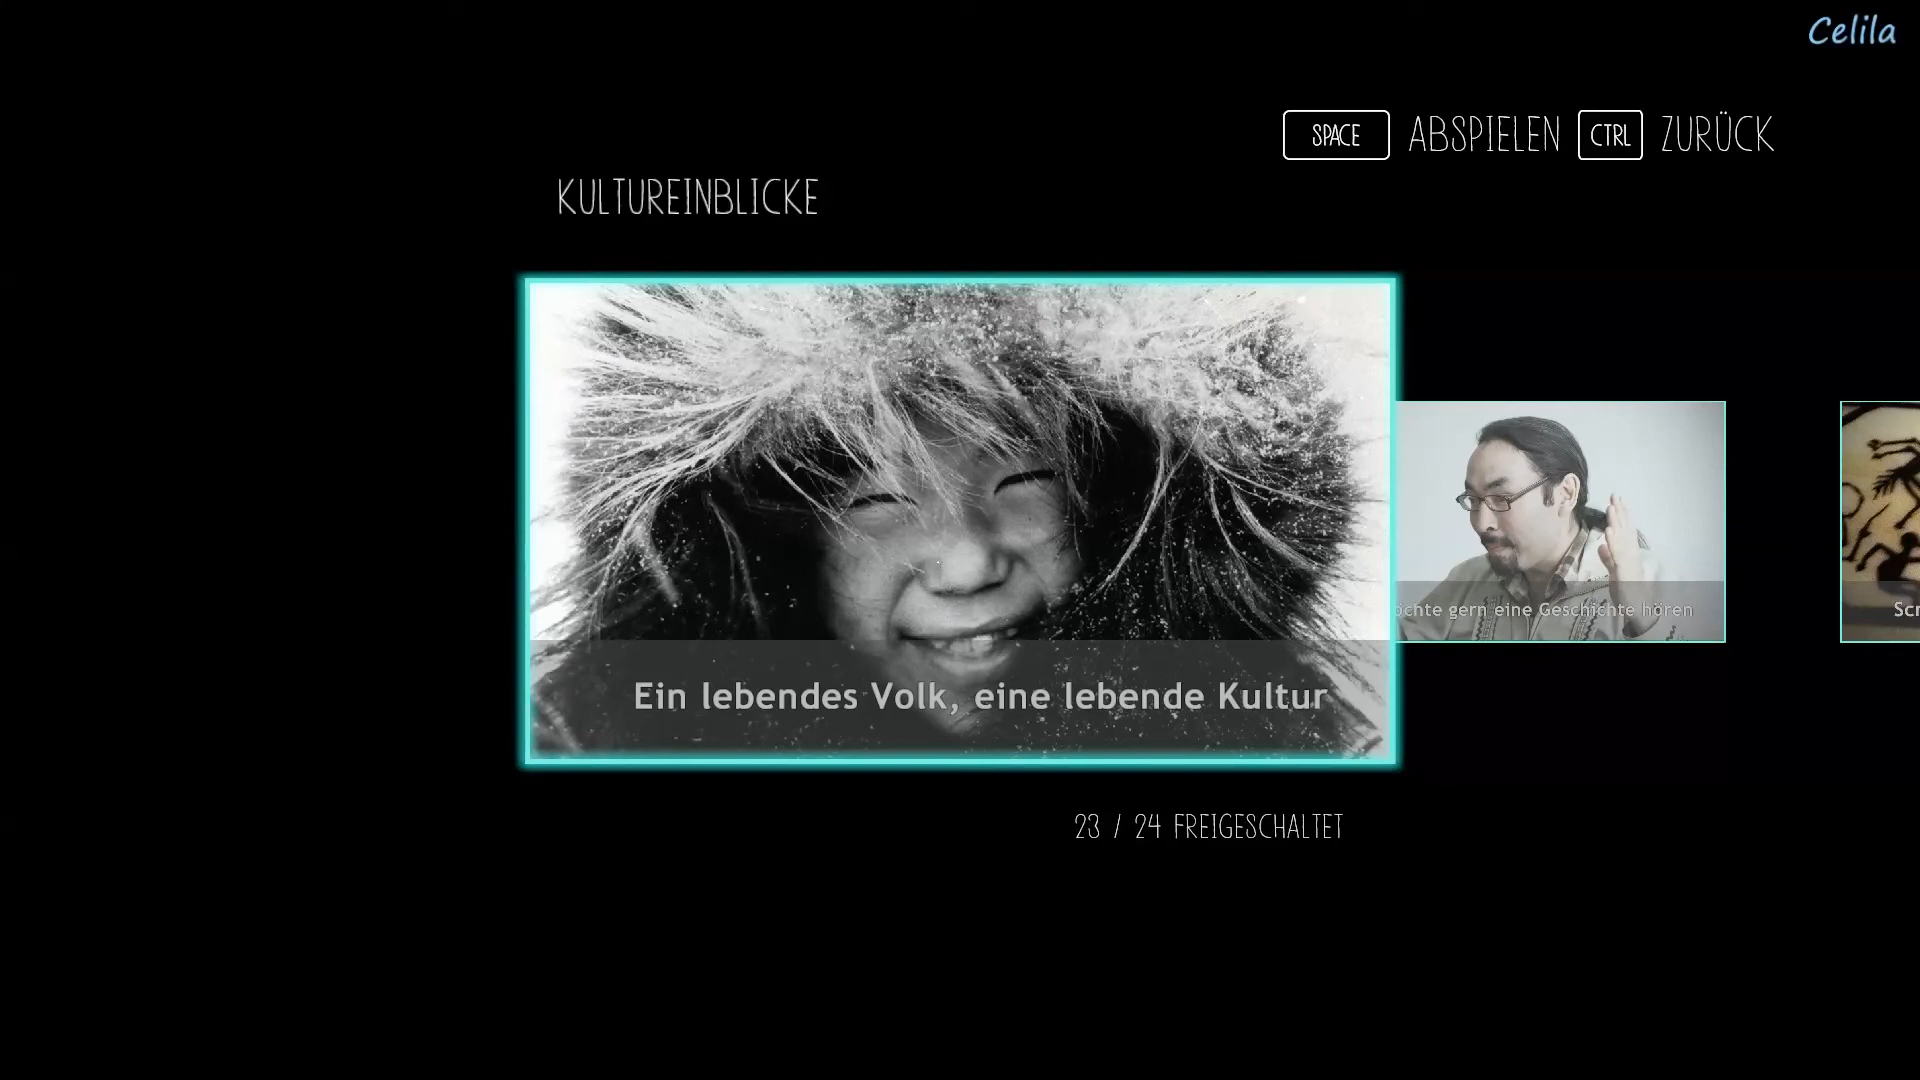 Celila
SPACE ABSPIELEN CTRL ZURÜCK
KULTUREINBLICKE
Ein lebendes Volk, eine lebende Kultur
gern eine Geschichte hören
23 / 24 FREIGESCHALTET